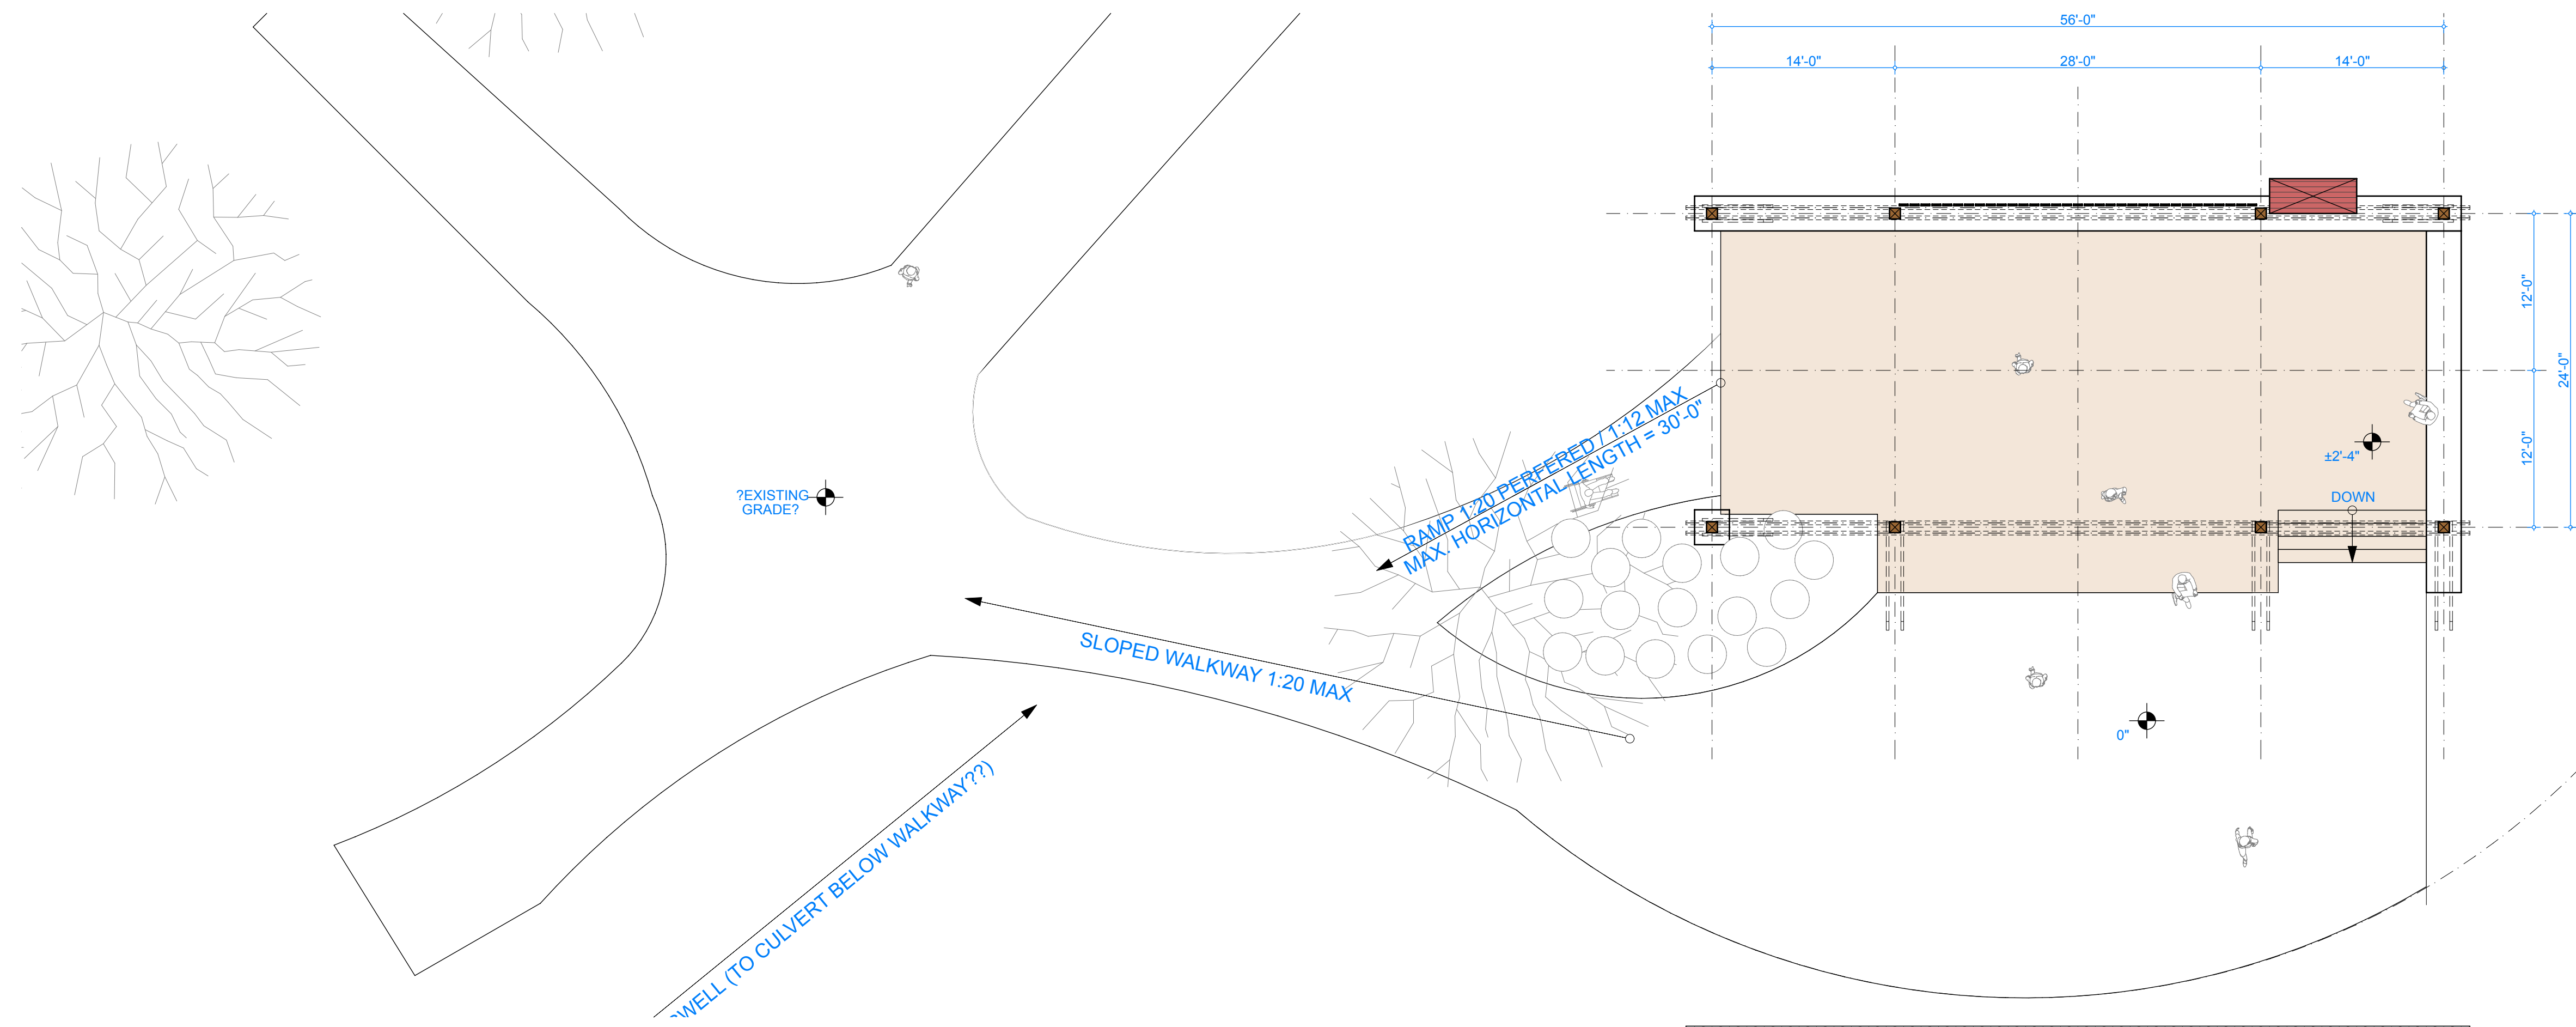 56'-0"
14'-0"
28'-0"
14'-0"
12'-0"
24'-0"
12'-0"
RAMP 1:20 PERFERED / 1:12 MAX
MAX. HORIZONTAL LENGTH = 30'-0"
±2'-4"
DOWN
?EXISTING
GRADE?
SLOPED WALKWAY 1:20 MAX
0"
(TO CULVERT BELOW WALKWAY??)